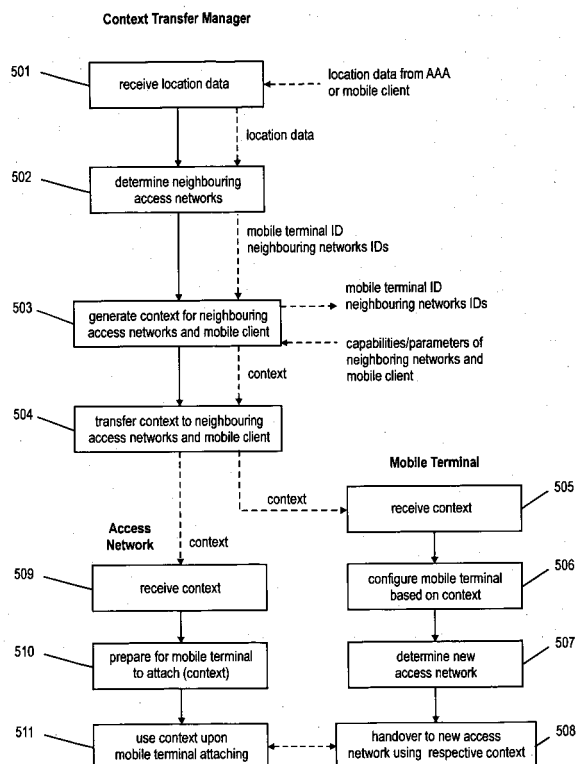 Context Transfer Manager
501
receive location data
location data from AAA
or mobile client
location data
502
determine neighbouring
access networks
mobile terminal ID
neighbouring networks IDs
mobile terminal ID
neighbouring networks IDs
503
generate context for neighbouring
access networks and mobile client
capabilities/parameters of
neighboring networks and
mobile client
context
504
transfer context to neighbouring
access networks and mobile client
Mobile Terminal
context
505
receive context
Access
Network
context
509
receive context
506
configure mobile terminal
based on context
510
prepare for mobile terminal
to attach (context)
507
determine new
access network
511
use context upon
mobile terminal attaching
508
handover to new access
network using respective context